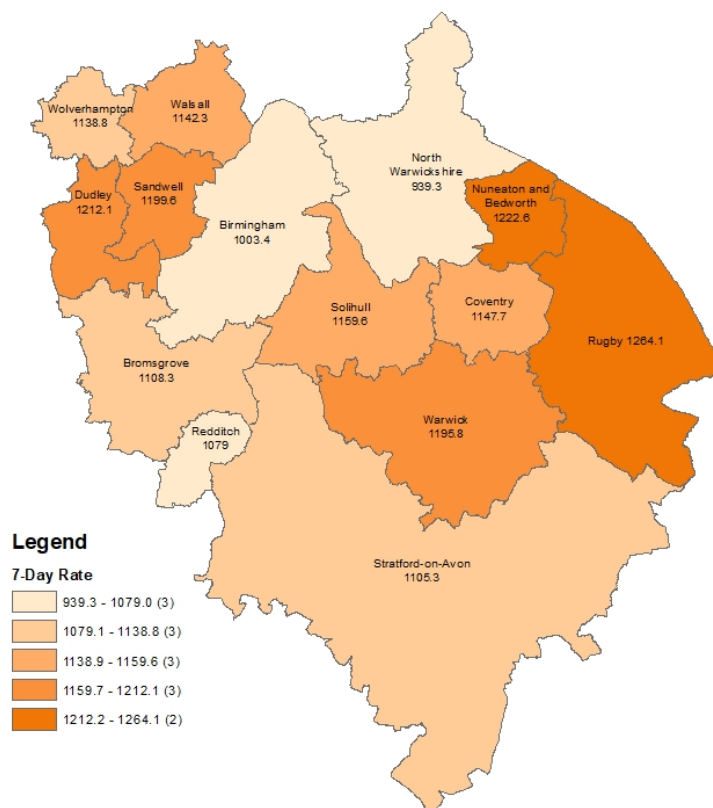 Wolverhampton
1138.8
Walsall
1142.3
North
Warwickshire
939.3
Dudley
1212.1
Sandwell
1199.6
Nuneaton and
Bedworth
1222.6
Birmingham
1003.4
Solihull
1159.6
Coventry
1147.7
Rugby 1264.1
Bromsgrove
1108.3
Redditch
1079
Warwick
1195.8
Stratford-on-Avon
1105.3
Legend
7-Day Rate
939.3 - 1079.0 (3)
1079.1 - 1138.8 (3)
1138.9 - 1159.6 (3)
1159.7 - 1212.1 (3)
1212.2 - 1264.1 (2)